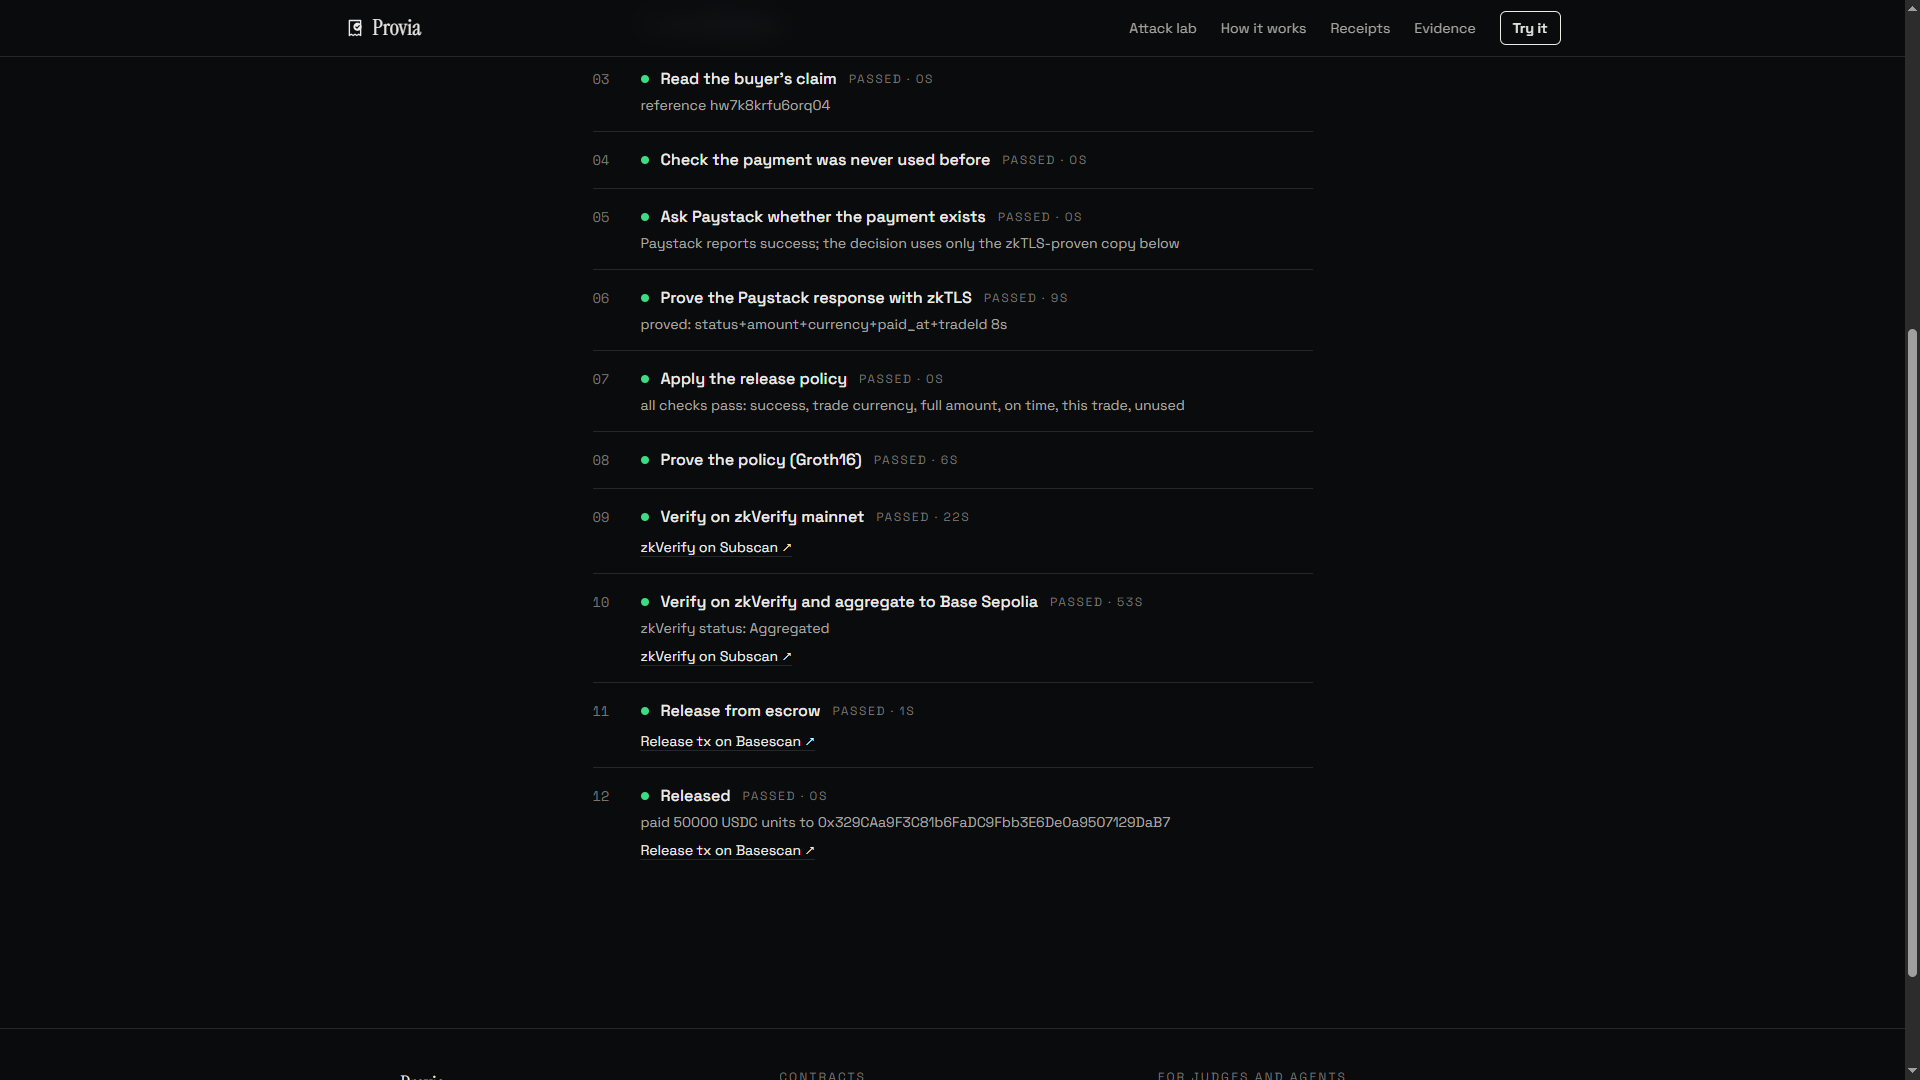 Provia
Attack lab
How it works
Receipts
Evidence
Try it
03 Read the buyer's claim PASSED · 0S
reference hw7k8krfu6orq04
04 Check the payment was never used before PASSED · 0S
05 Ask Paystack whether the payment exists PASSED · 0S
Paystack reports success; the decision uses only the zkTLS-proven copy below
06 Prove the Paystack response with zkTLS PASSED · 9S
proved: status+amount+currency+paid_at+tradeId 8s
07 Apply the release policy PASSED · 0S
all checks pass: success, trade currency, full amount, on time, this trade, unused
08 Prove the policy (Groth16) PASSED · 6S
09 Verify on zkVerify mainnet PASSED · 22S
zkVerify on Subscan ↗
10 Verify on zkVerify and aggregate to Base Sepolia PASSED · 53S
zkVerify status: Aggregated
zkVerify on Subscan ↗
11 Release from escrow PASSED · 1S
Release tx on Basescan ↗
12 Released PASSED · 0S
paid 50000 USDC units to 0x329CAa9F3C81b6FaDC9Fbb3E6De0a9507129DaB7
Release tx on Basescan ↗
Provia
CONTRACTS
FOR JUDGES AND AGENTS